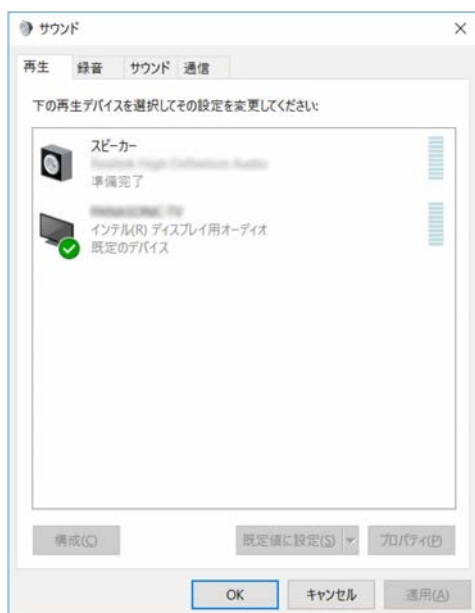 サウンド
再生 録音 サウンド 通信
下の再生デバイスを選択してその設定を変更してください:
スピーカー
準備完了
インテル(R) ディスプレイ用オーディオ
既定のデバイス
構成(C) 既定値に設定(S) プロパティ(P)
OK キャンセル 適用(A)